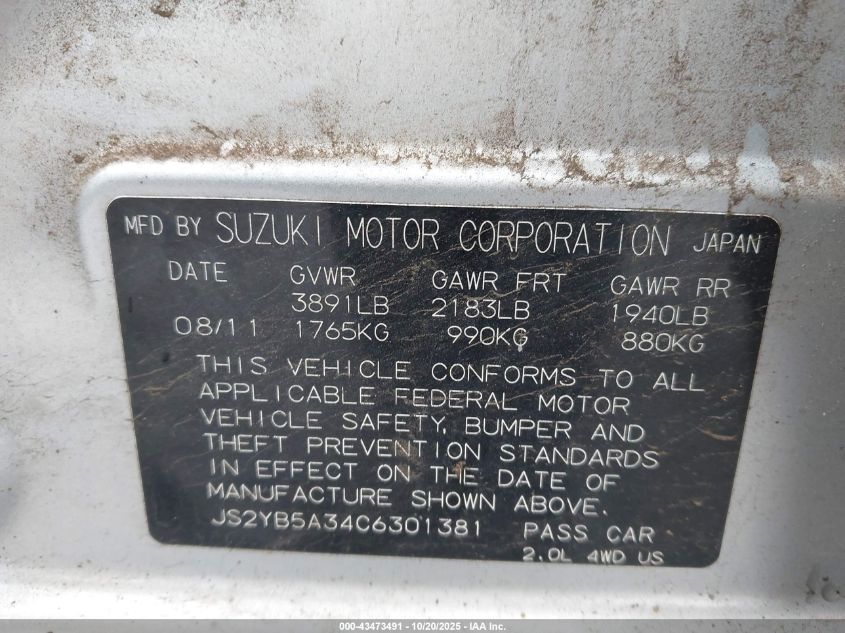 MFD BY SUZUKI MOTOR CORPORATION JAPAN
DATE GVWR GAWR FRT GAWR RR
3891LB 2183LB 1940LB
08/11 1765KG 990KG 880KG
THIS VEHICLE CONFORMS TO ALL
APPLICABLE FEDERAL MOTOR
VEHICLE SAFETY, BUMPER AND
THEFT PREVENTION STANDARDS
IN EFFECT ON THE DATE OF
MANUFACTURE SHOWN ABOVE.
JS2YB5A34C6301381 PASS CAR
2.0L 4WD US
000-43473491 - 10/20/2025 - IAA Inc.